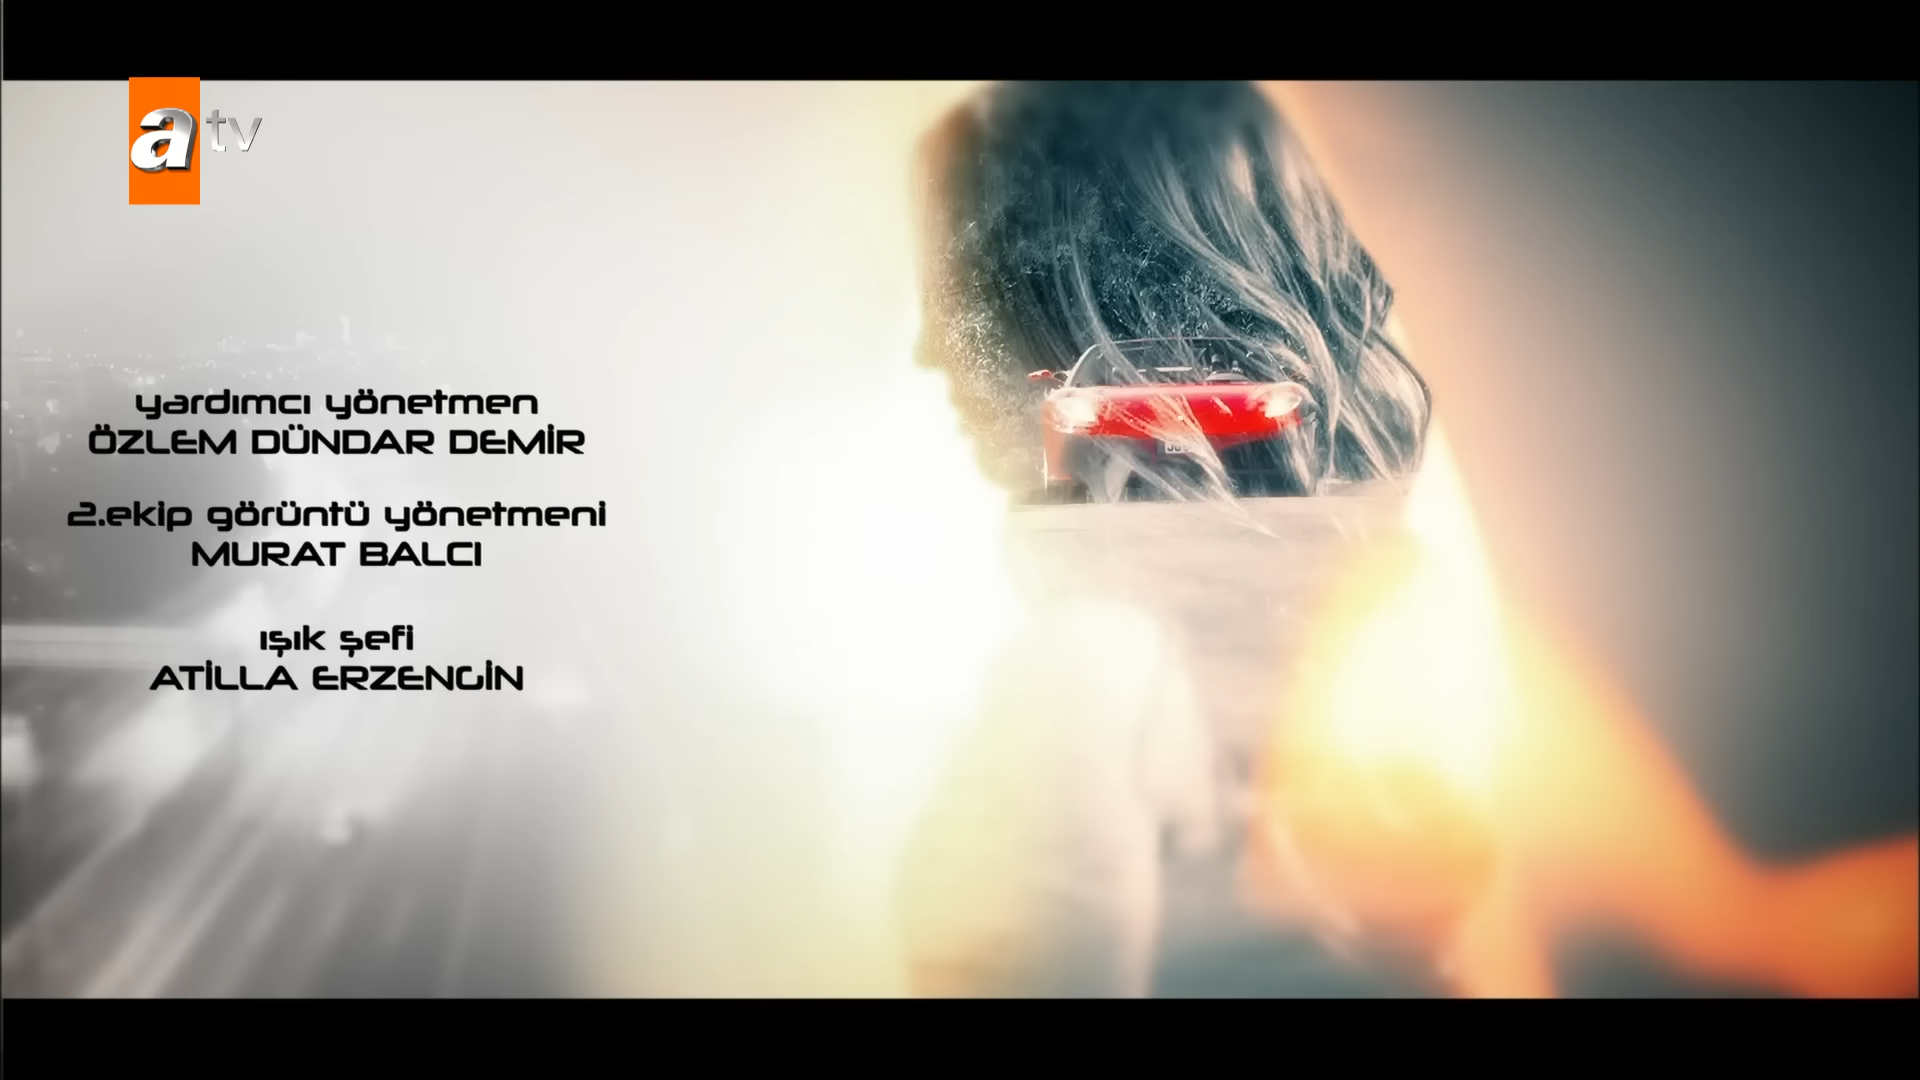 atv
yardımcı yönetmen
ÖZLEM DÜNDAR DEMİR
2.ekip görüntü yönetmeni
MURAT BALCI
ışık şefi
ATİLLA ERZENGİN